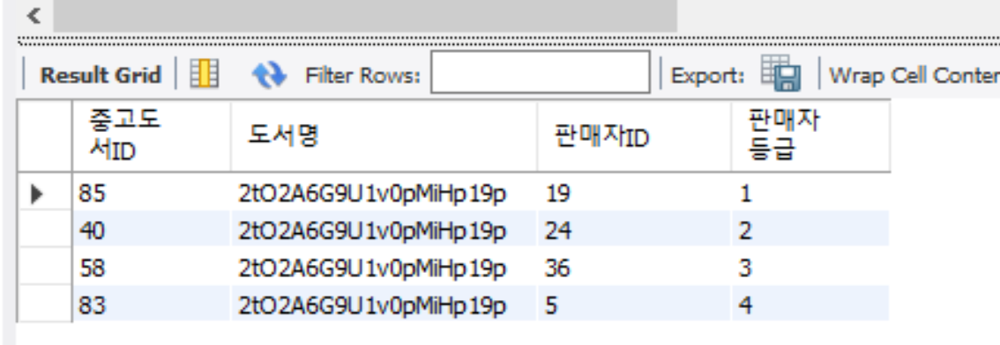 Result Grid Filter Rows: Export: Wrap Cell Conter
중고도
서ID 도서명 판매자ID 판매자
등급
85 2tO2A6G9U1v0pMiHp19p 19 1
40 2tO2A6G9U1v0pMiHp19p 24 2
58 2tO2A6G9U1v0pMiHp19p 36 3
83 2tO2A6G9U1v0pMiHp19p 5 4